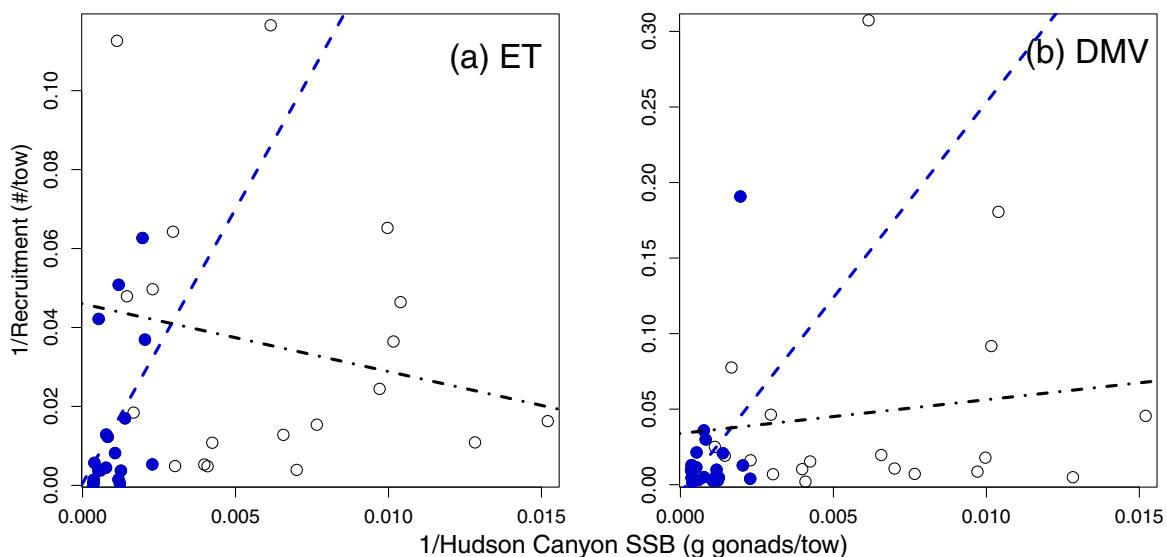 (a) ET
(b) DMV
1/Recruitment (#/tow)
0.10
0.08
0.06
0.04
0.02
0.00
0.30
0.25
0.20
0.15
0.10
0.05
0.00
0.000 0.005 0.010 0.015
0.000 0.005 0.010 0.015
1/Hudson Canyon SSB (g gonads/tow)